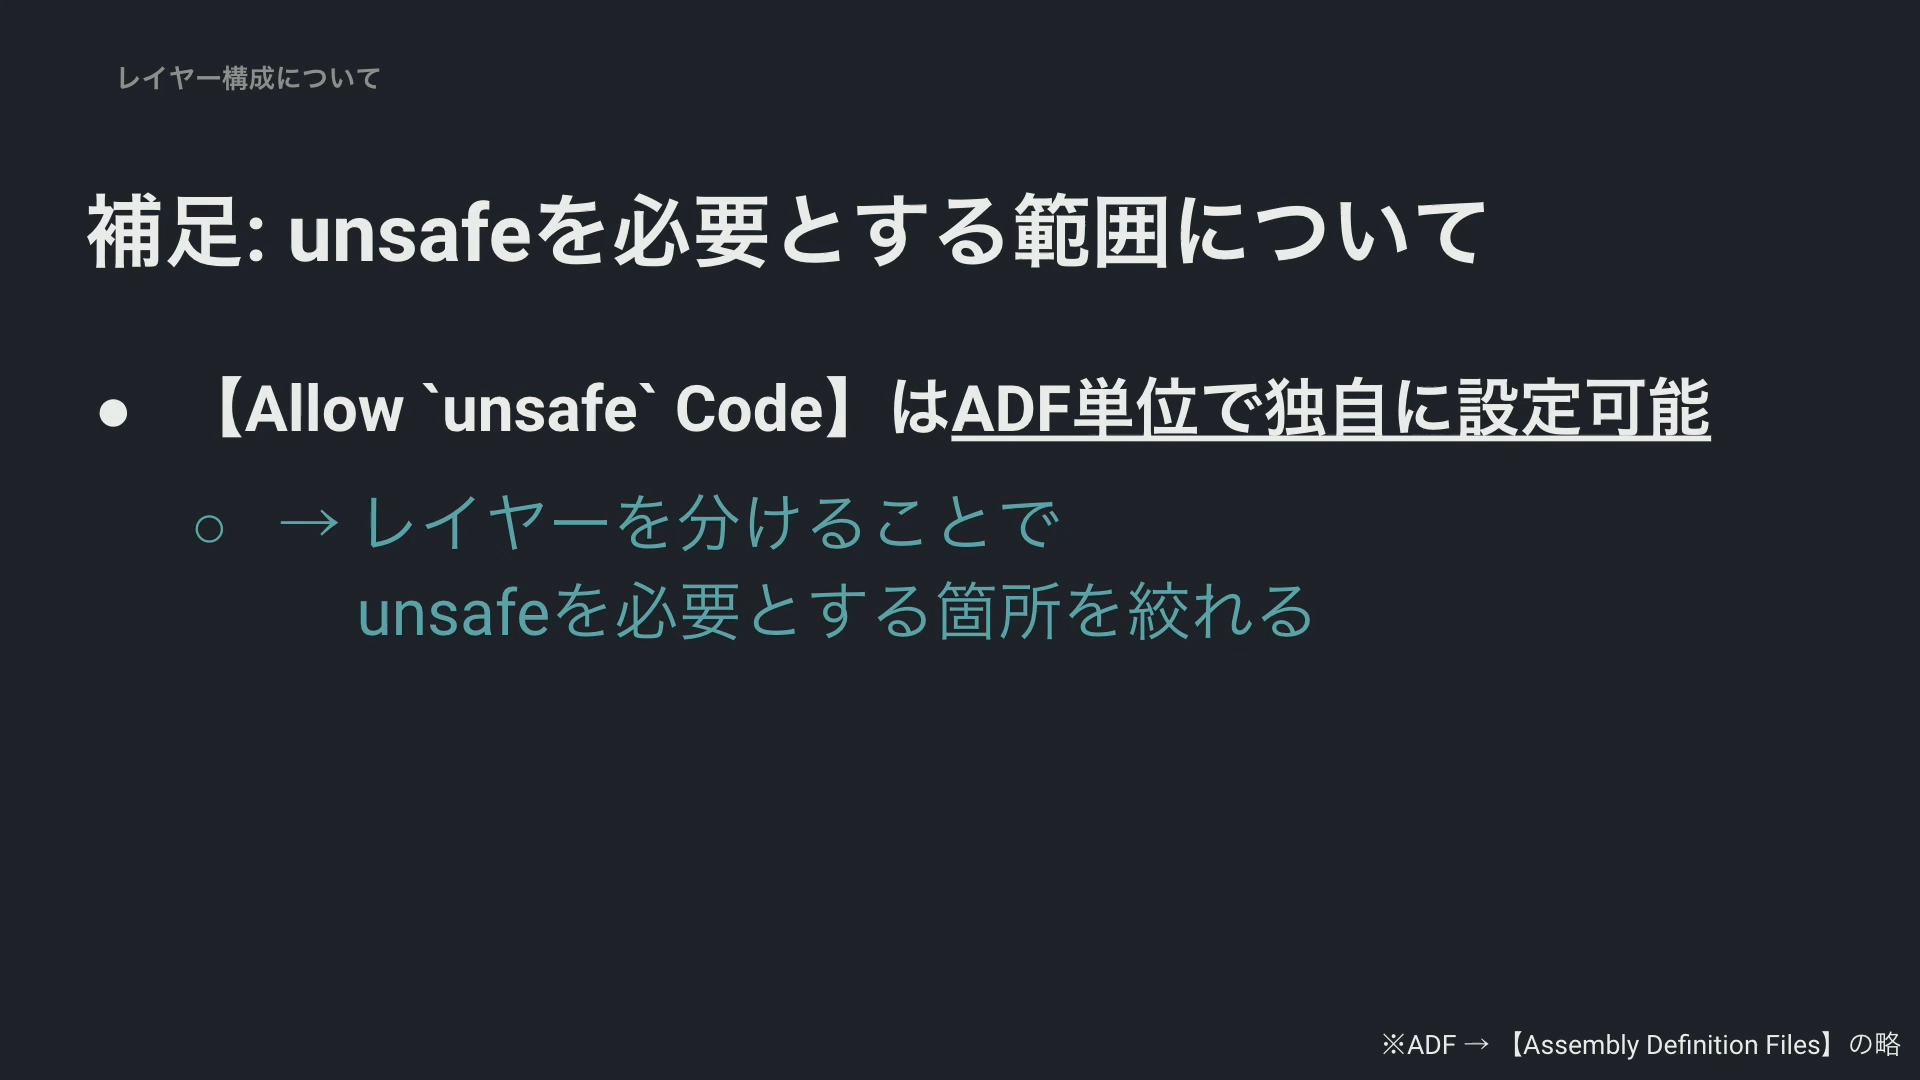 レイヤー構成について
補足: unsafeを必要とする範囲について
● 【Allow `unsafe` Code】はADF単位で独自に設定可能
○ → レイヤーを分けることで
unsafeを必要とする箇所を絞れる
※ADF → 【Assembly Definition Files】の略